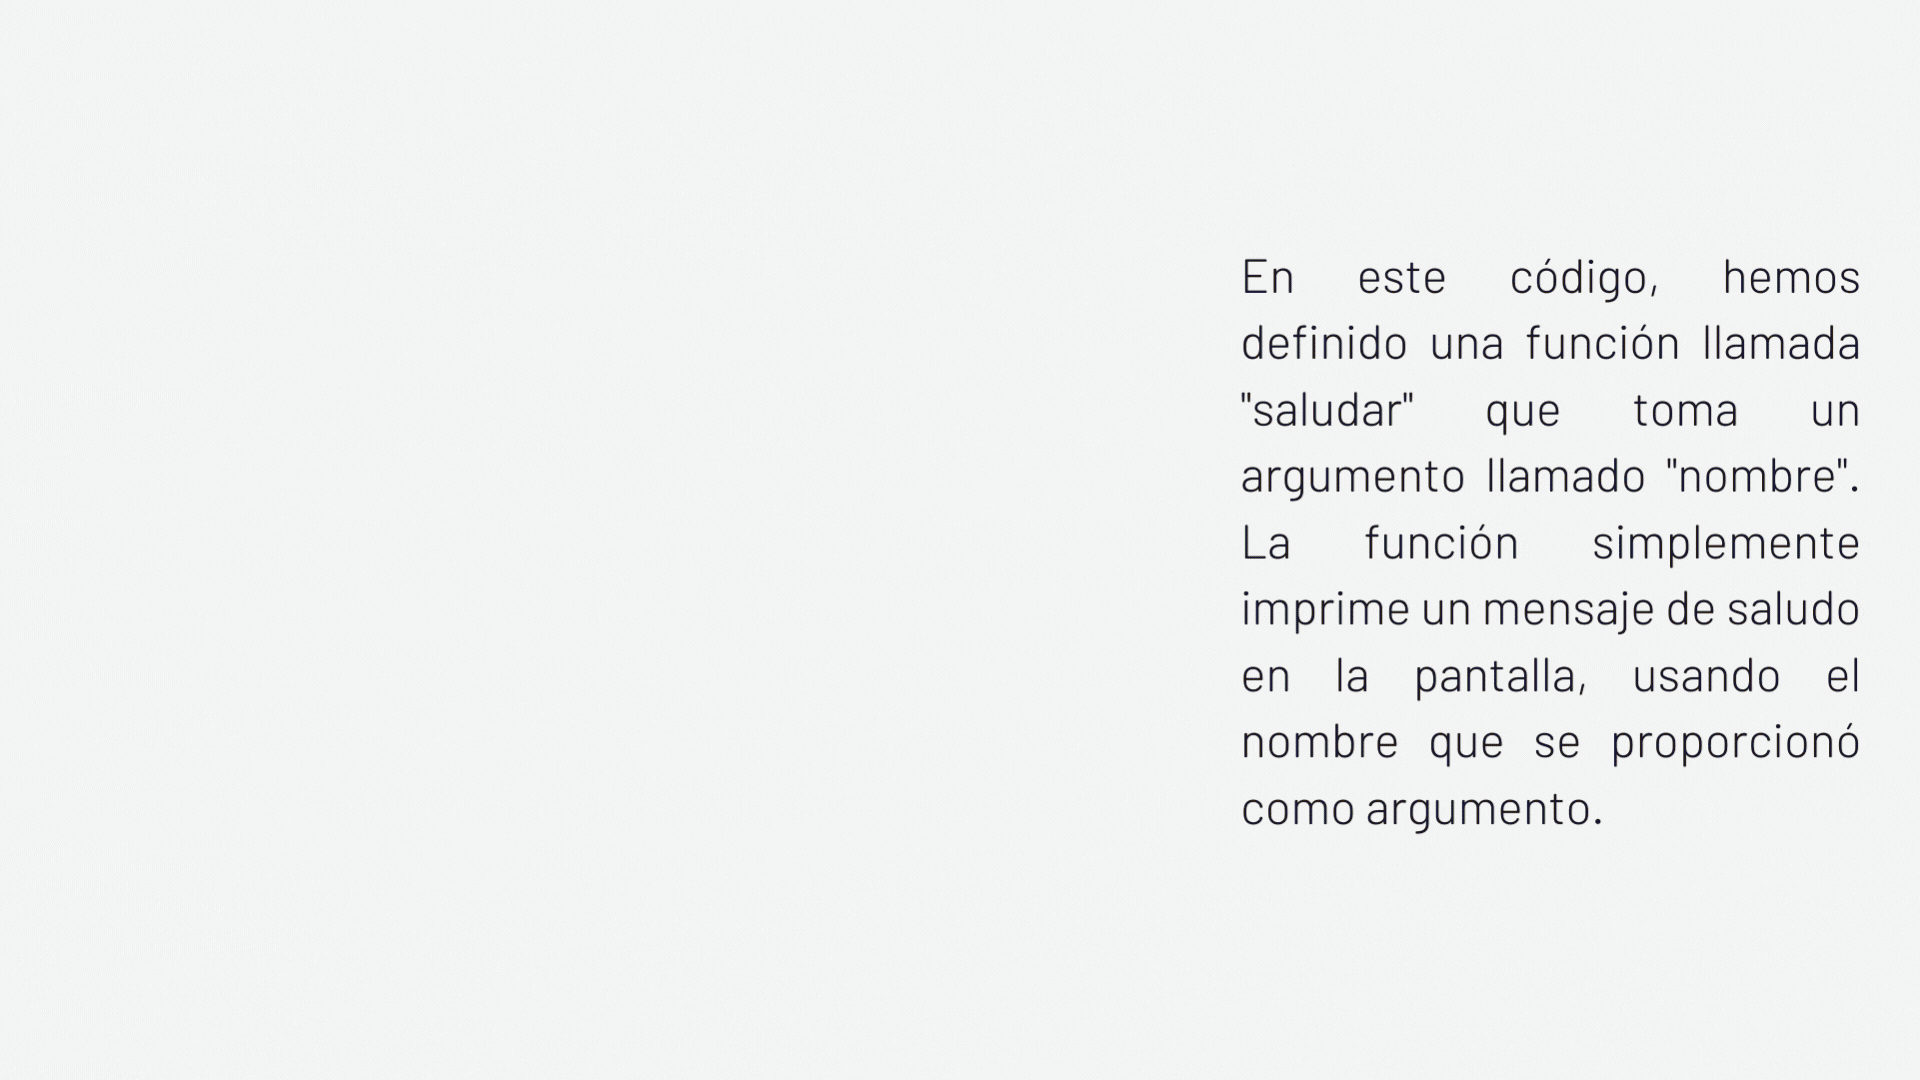 En este código, hemos
definido una función llamada
"saludar" que toma un
argumento llamado "nombre".
La función simplemente
imprime un mensaje de saludo
en la pantalla, usando el
nombre que se proporcionó
como argumento.